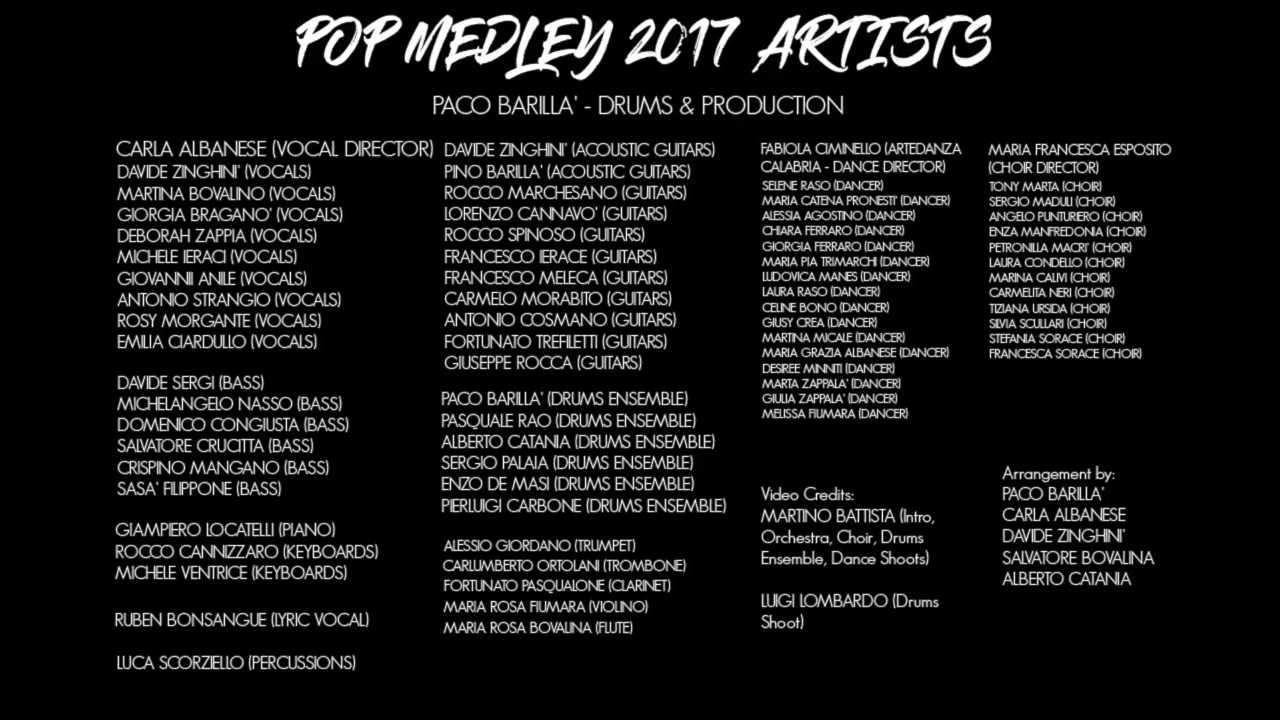 POP MEDLEY 2017 ARTISTS
PACO BARILLA' - DRUMS & PRODUCTION
CARLA ALBANESE (VOCAL DIRECTOR)
DAVIDE ZINGHINI' (VOCALS)
MARTINA BOVALINO (VOCALS)
GIORGIA BRAGANO' (VOCALS)
DEBORAH ZAPPIA (VOCALS)
MICHELE IERACI (VOCALS)
GIOVANNII ANILE (VOCALS)
ANTONIO STRANGIO (VOCALS)
ROSY MORGANTE (VOCALS)
EMILIA CIARDULLO (VOCALS)
DAVIDE SERGI (BASS)
MICHELANGELO NASSO (BASS)
DOMENICO CONGIUSTA (BASS)
SALVATORE CRUCITTA (BASS)
CRISPINO MANGANO (BASS)
SASA' FILIPPONE (BASS)
GIAMPIERO LOCATELLI (PIANO)
ROCCO CANNIZZARO (KEYBOARDS)
MICHELE VENTRICE (KEYBOARDS)
RUBEN BONSANGUE (LYRIC VOCAL)
LUCA SCORZIELLO (PERCUSSIONS)
DAVIDE ZINGHINI' (ACOUSTIC GUITARS)
PINO BARILLA' (ACOUSTIC GUITARS)
ROCCO MARCHESANO (GUITARS)
LORENZO CANNAVO' (GUITARS)
ROCCO SPINOSO (GUITARS)
FRANCESCO IERACE (GUITARS)
FRANCESCO MELECA (GUITARS)
CARMELO MORABITO (GUITARS)
ANTONIO COSMANO (GUITARS)
FORTUNATO TREFILETTI (GUITARS)
GIUSEPPE ROCCA (GUITARS)
PACO BARILLA' (DRUMS ENSEMBLE)
PASQUALE RAO (DRUMS ENSEMBLE)
ALBERTO CATANIA (DRUMS ENSEMBLE)
SERGIO PALAIA (DRUMS ENSEMBLE)
ENZO DE MASI (DRUMS ENSEMBLE)
PIERLUIGI CARBONE (DRUMS ENSEMBLE)
ALESSIO GIORDANO (TRUMPET)
CARLUMBERTO ORTOLANI (TROMBONE)
FORTUNATO PASQUALONE (CLARINET)
MARIA ROSA FIUMARA (VIOLINO)
MARIA ROSA BOVALINA (FLUTE)
FABIOLA CIMINELLO (ARTEDANZA
CALABRIA - DANCE DIRECTOR)
SELENE RASO (DANCER)
MARIA CATENA PRONESTI' (DANCER)
ALESSIA AGOSTINO (DANCER)
CHIARA FERRARO (DANCER)
GIORGIA FERRARO (DANCER)
MARIA PIA TRIMARCHI (DANCER)
LUDOVICA MANES (DANCER)
LAURA RASO (DANCER)
CELINE BONO (DANCER)
GIUSY CREA (DANCER)
MARTINA MICALE (DANCER)
MARIA GRAZIA ALBANESE (DANCER)
DESIREE MINNITI (DANCER)
MARTA ZAPPALA' (DANCER)
GIULIA ZAPPALA' (DANCER)
MELISSA FIUMARA (DANCER)
Video Credits:
MARTINO BATTISTA (Intro,
Orchestra, Choir, Drums
Ensemble, Dance Shoots)
LUIGI LOMBARDO (Drums
Shoot)
MARIA FRANCESCA ESPOSITO
(CHOIR DIRECTOR)
TONY MARTA (CHOIR)
SERGIO MADULI (CHOIR)
ANGELO PUNTURIERO (CHOIR)
ENZA MANFREDONIA (CHOIR)
PETRONILLA MACRI' (CHOIR)
LAURA CONDELLO (CHOIR)
MARINA CALIVI (CHOIR)
CARMELITA NERI (CHOIR)
TIZIANA URSIDA (CHOIR)
SILVIA SCULLARI (CHOIR)
STEFANIA SORACE (CHOIR)
FRANCESCA SORACE (CHOIR)
Arrangement by:
PACO BARILLA'
CARLA ALBANESE
DAVIDE ZINGHINI'
SALVATORE BOVALINA
ALBERTO CATANIA